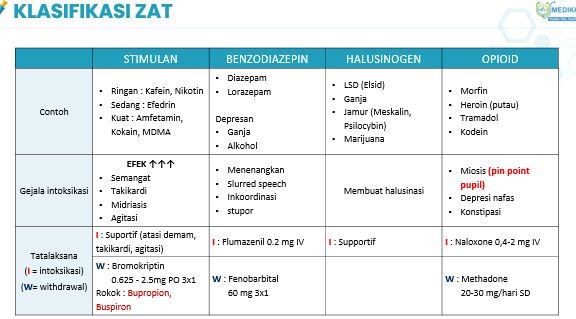 KLASIFIKASI ZAT
MEDIKO
STIMULAN
BENZODIAZEPIN
HALUSINOGEN
OPIOID
Contoh
• Ringan : Kafein, Nikotin
• Sedang : Efedrin
• Kuat : Amfetamin,
Kokain, MDMA
• Diazepam
• Lorazepam
Depresan
• Ganja
• Alkohol
• LSD (Elsid)
• Ganja
• Jamur (Meskalin,
Psilocybin)
• Marijuana
• Morfin
• Heroin (putau)
• Tramadol
• Kodein
Gejala intoksikasi
EFEK ↑↑↑
• Semangat
• Takikardi
• Midriasis
• Agitasi
• Menenangkan
• Slurred speech
• Inkoordinasi
• stupor
Membuat halusinasi
• Miosis (pin point
pupil)
• Depresi nafas
• Konstipasi
Tatalaksana
(I = intoksikasi)
(W= withdrawal)
I : Suportif (atasi demam,
takikardi, agitasi)
I : Flumazenil 0.2 mg IV
I : Supportif
I : Naloxone 0,4-2 mg IV
W : Bromokriptin
0.625 - 2.5mg PO 3x1
Rokok : Bupropion,
Buspiron
W : Fenobarbital
60 mg 3x1
W : Methadone
20-30 mg/hari SD